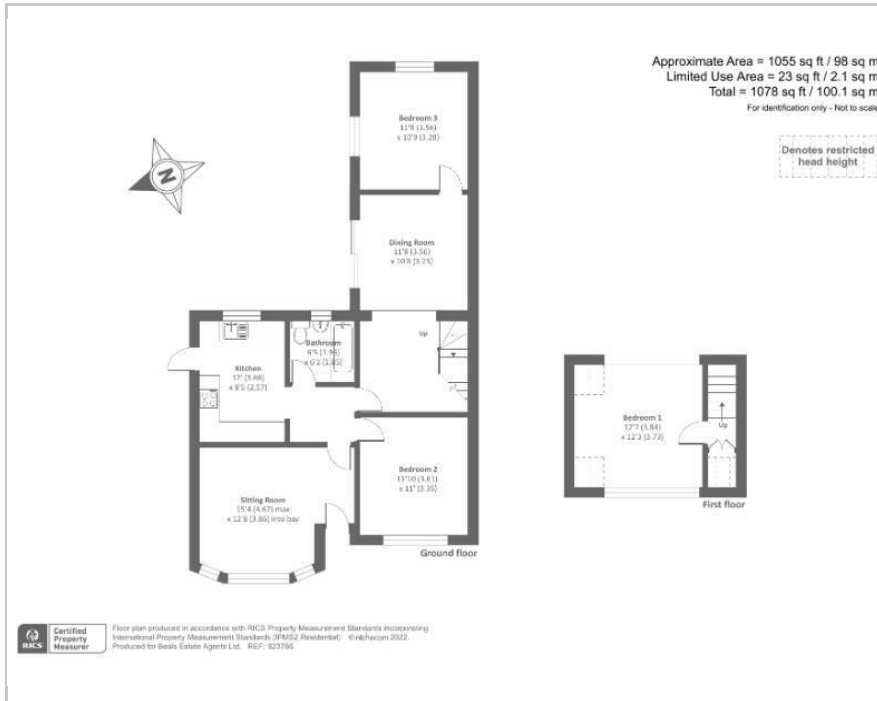 Approximate Area = 1055 sq ft / 98 sq m
Limited Use Area = 23 sq ft / 2.1 sq m
Total = 1078 sq ft / 100.1 sq m
For identification only - Not to scale
Denotes restricted
head height
Bedroom 3
11'8 (3.56)
x 10'9 (3.28)
N
Dining Room
11'8 (3.56)
x 10'8 (3.25)
Up
Bathroom
6'5 (1.96)
x 6'1 (1.85)
Kitchen
12' (3.66)
x 8'5 (2.57)
Bedroom 2
11'10 (3.61)
x 11' (3.35)
Sitting Room
15'4 (4.67) max
x 12'8 (3.86) into bay
Ground floor
Bedroom 1
12'7 (3.84)
x 12'3 (3.73)
Up
First floor
RICS
Certified
Property
Measurer
Floor plan produced in accordance with RICS Property Measurement Standards incorporating
International Property Measurement Standards (IPMS2 Residential). © nichecom 2022.
Produced for Beals Estate Agents Ltd. REF: 923766